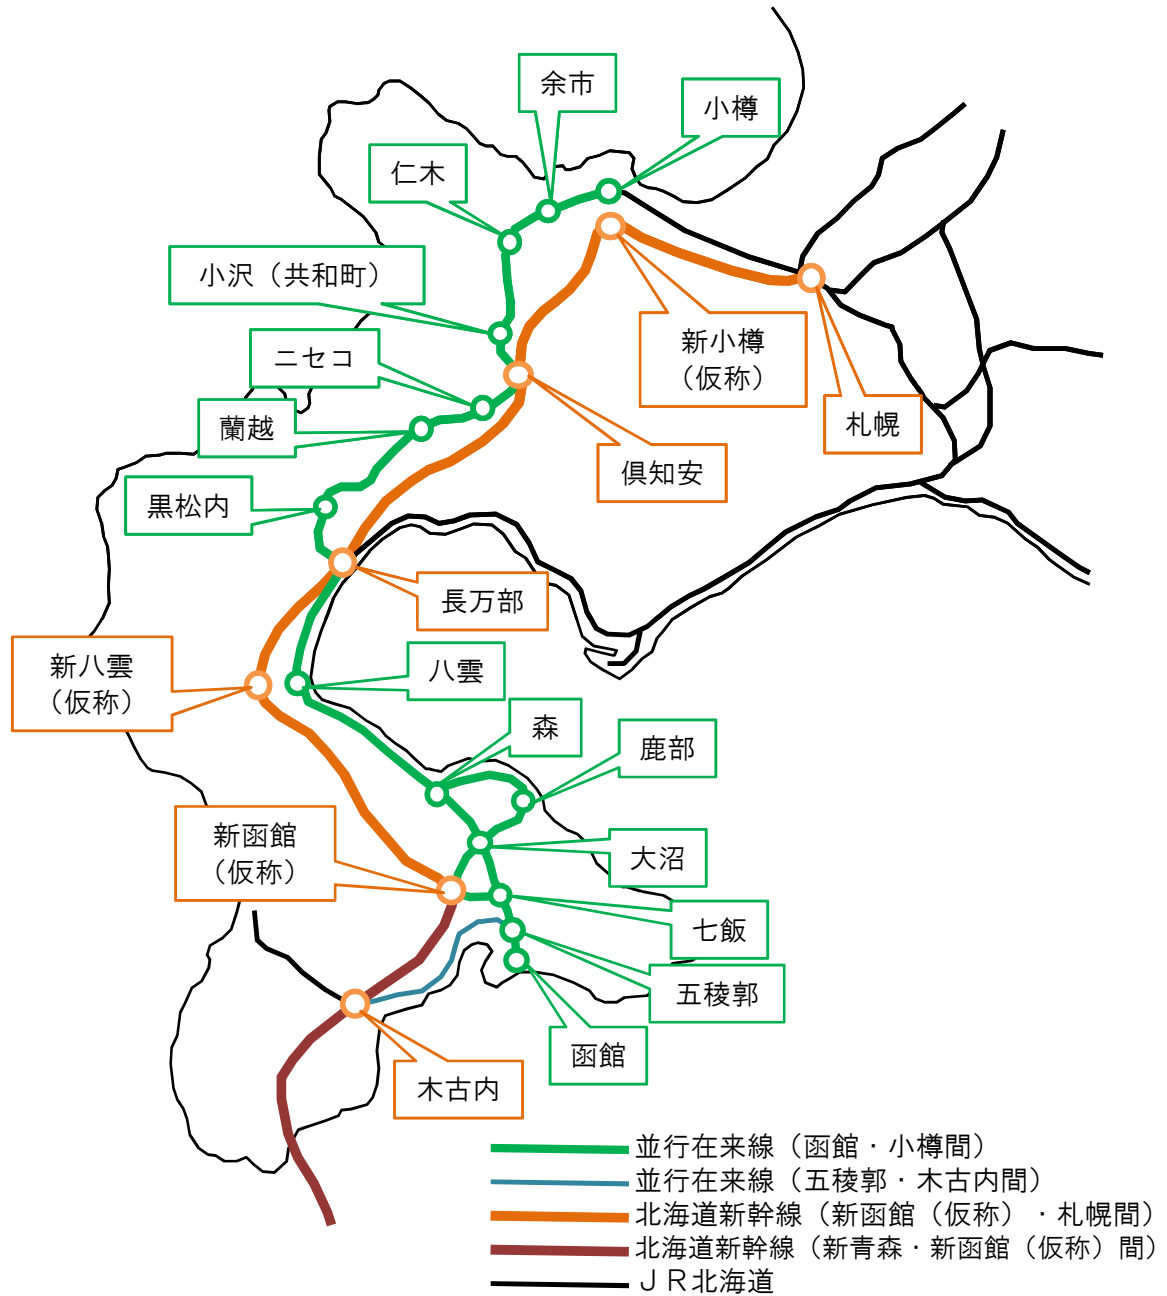 余市
小樽
仁木
小沢（共和町）
ニセコ
新小樽
（仮称）
蘭越
札幌
倶知安
黒松内
長万部
新八雲
（仮称）
八雲
森
鹿部
新函館
（仮称）
大沼
七飯
五稜郭
函館
木古内
並行在来線（函館・小樽間）
並行在来線（五稜郭・木古内間）
北海道新幹線（新函館（仮称）・札幌間）
北海道新幹線（新青森・新函館（仮称）間）
ＪＲ北海道